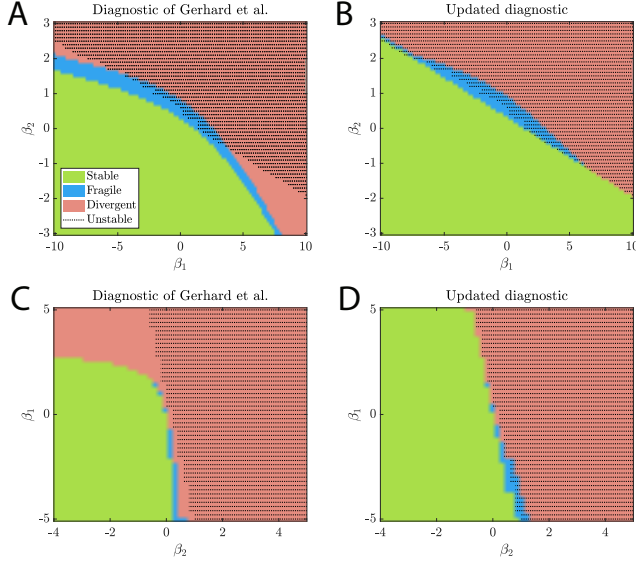 A
Diagnostic of Gerhard et al.
3
2
1
0
-1
-2
-3
β2
Stable
Fragile
Divergent
Unstable
-10
-5
0
5
10
β1
B
Updated diagnostic
3
2
1
0
-1
-2
-3
β2
-10
-5
0
5
10
β1
C
Diagnostic of Gerhard et al.
5
0
-5
β1
-4
-2
0
2
4
β2
D
Updated diagnostic
5
0
-5
β1
-4
-2
0
2
4
β2